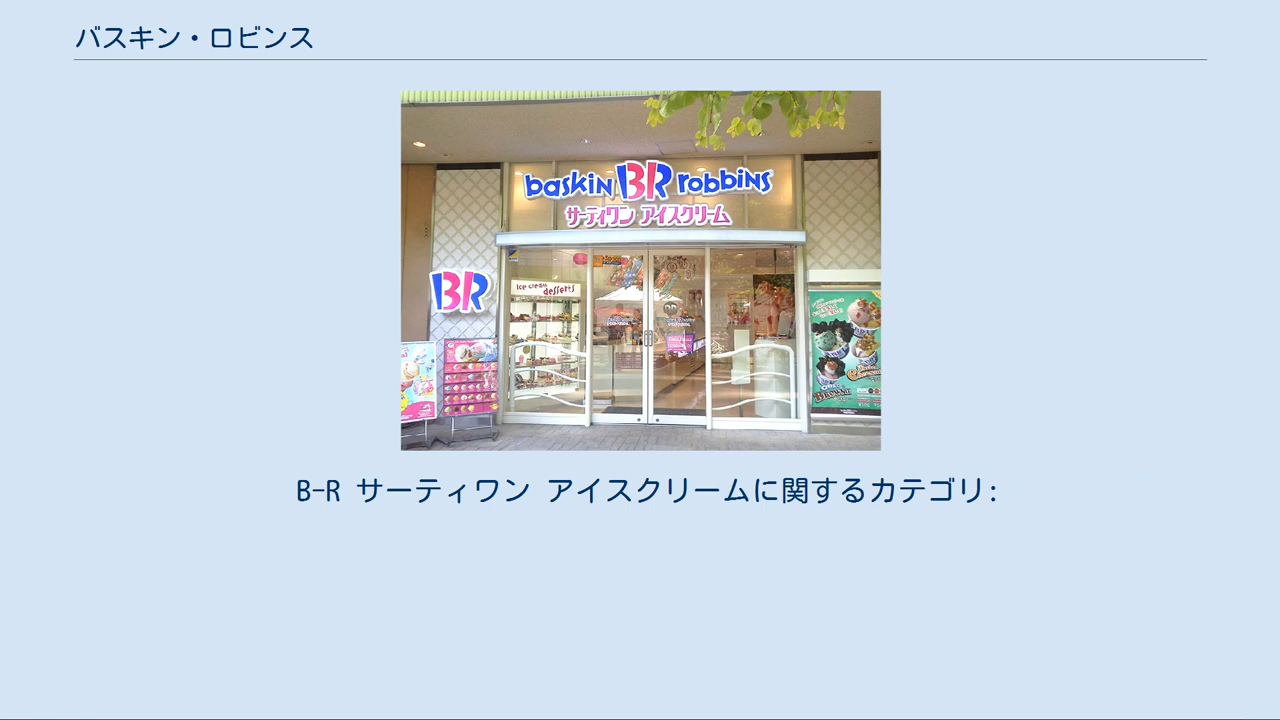 バスキン・ロビンス
baskin BR robbins
サーティワン アイスクリーム
BR
ice cream desserts
B-R サーティワン アイスクリームに関するカテゴリ: